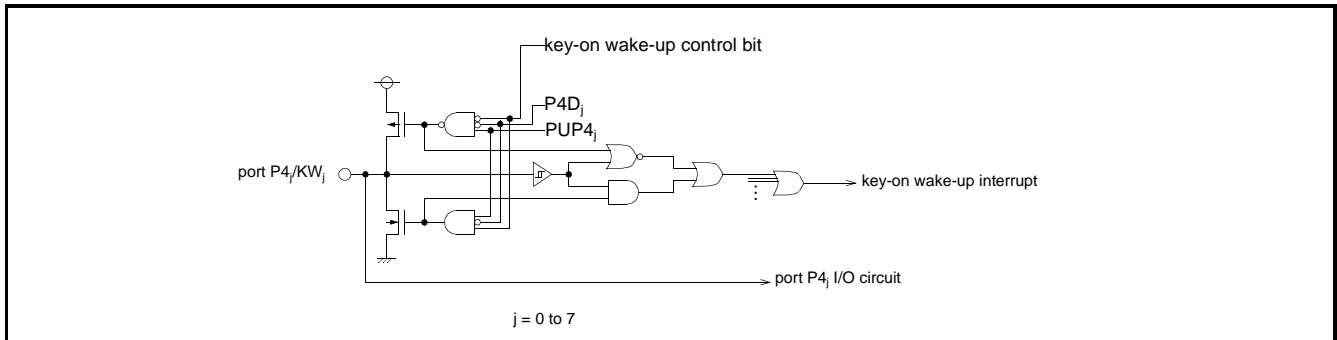 key-on wake-up control bit
P4Dj
PUP4j
port P4j/KWj
key-on wake-up interrupt
port P4j I/O circuit
j = 0 to 7